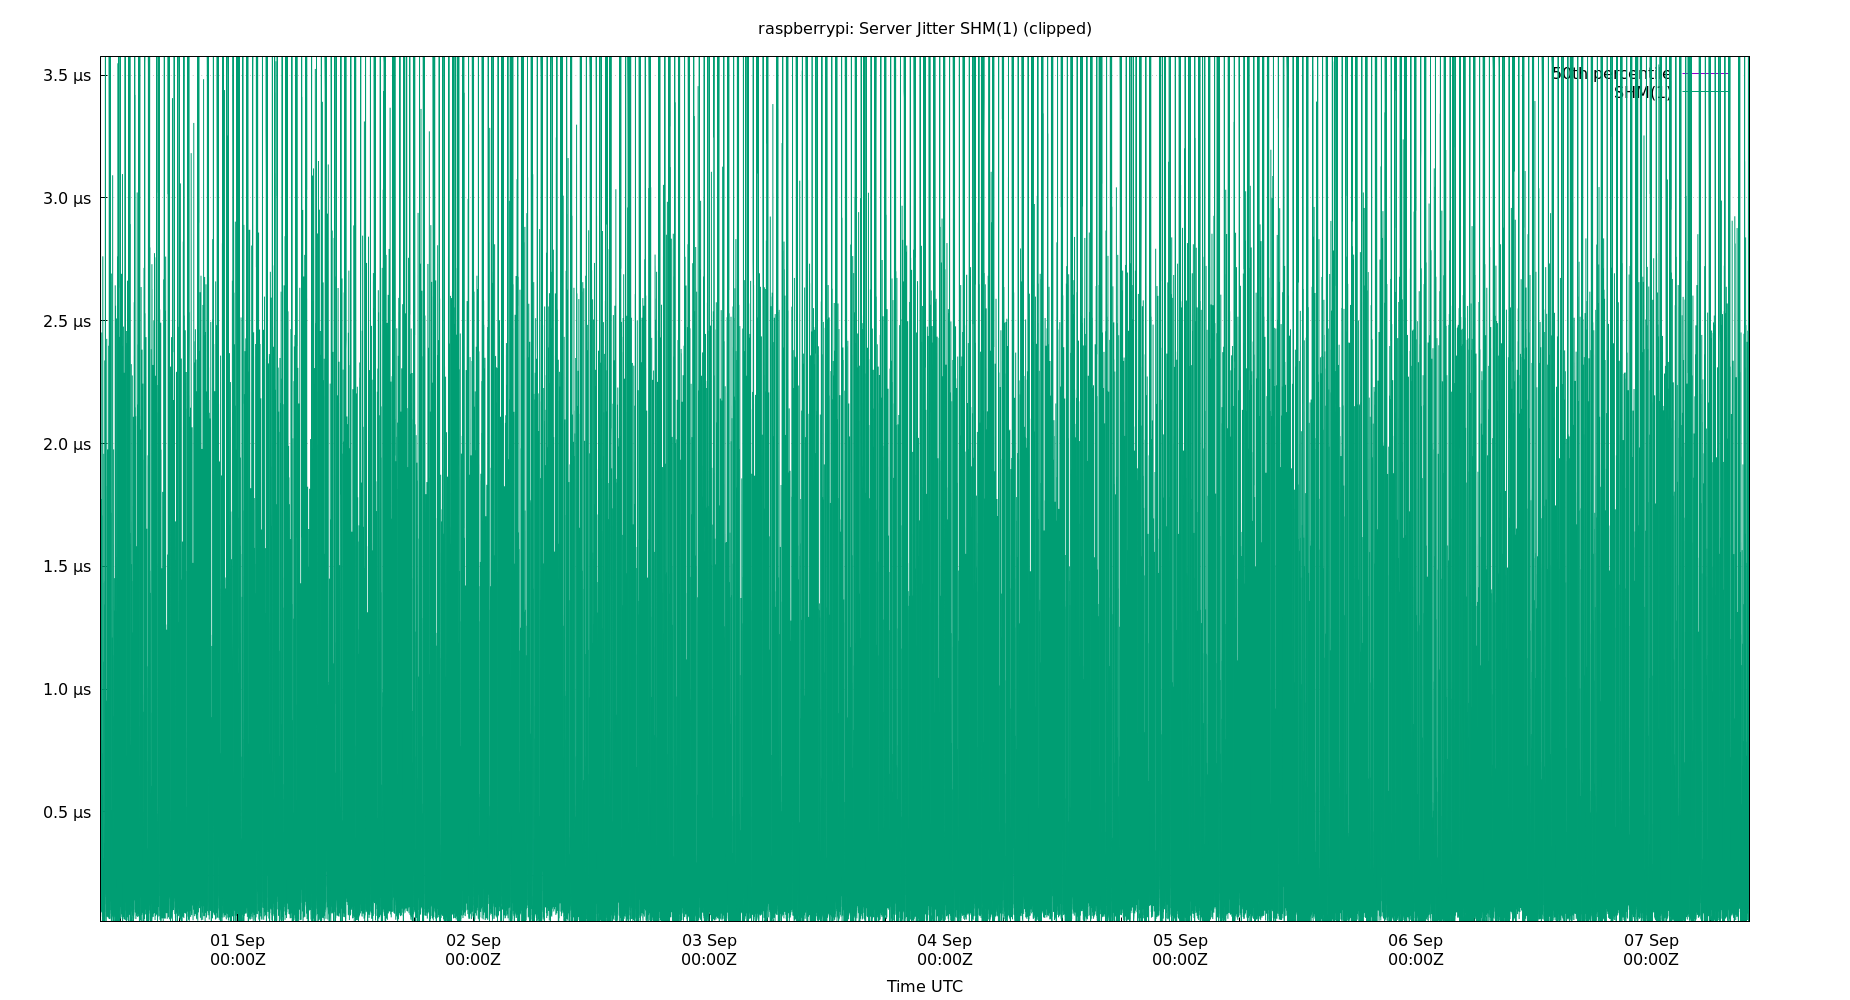 raspberrypi: Server Jitter SHM(1) (clipped)
3.5 µs
50th percentile
SHM(1)
3.0 µs
2.5 µs
2.0 µs
1.5 µs
1.0 µs
0.5 µs
01 Sep 02 Sep 03 Sep 04 Sep 05 Sep 06 Sep 07 Sep
00:00Z 00:00Z 00:00Z 00:00Z 00:00Z 00:00Z 00:00Z
Time UTC